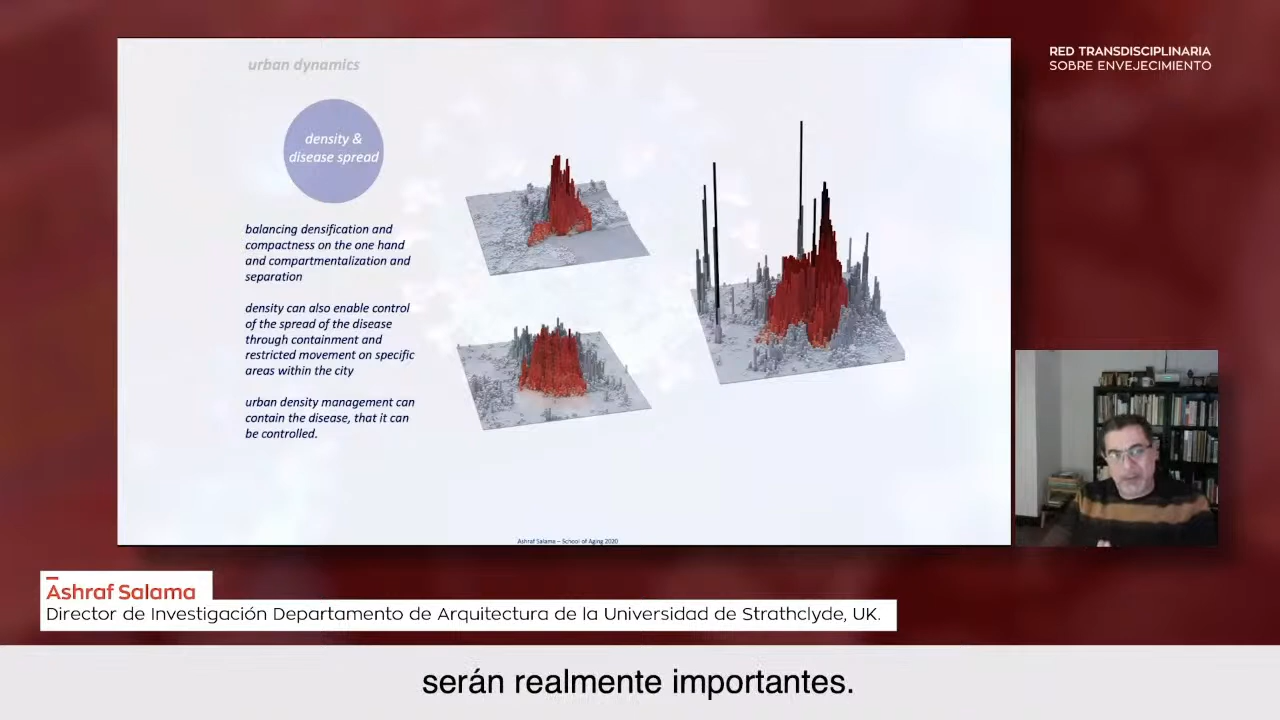 urban dynamics
RED TRANSDISCIPLINARIA
SOBRE ENVEJECIMIENTO
density &
disease spread
balancing densification and
compactness on the one hand
and compartmentalization and
separation
density can also enable control
of the spread of the disease
through containment and
restricted movement on specific
areas within the city
urban density management can
contain the disease, that it can
be controlled.
Ashraf Salama – School of Aging 2020
Ashraf Salama
Director de Investigación Departamento de Arquitectura de la Universidad de Strathclyde, UK.
serán realmente importantes.